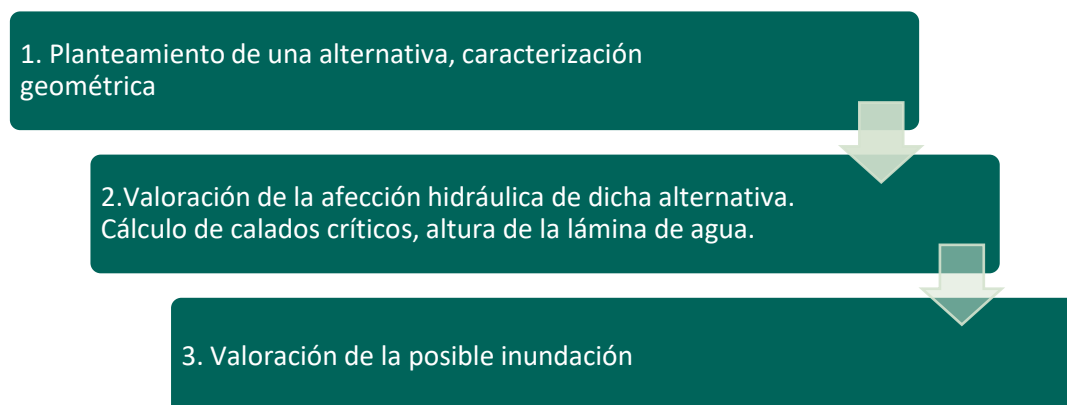 1. Planteamiento de una alternativa, caracterización
geométrica
2.Valoración de la afección hidráulica de dicha alternativa.
Cálculo de calados críticos, altura de la lámina de agua.
3. Valoración de la posible inundación